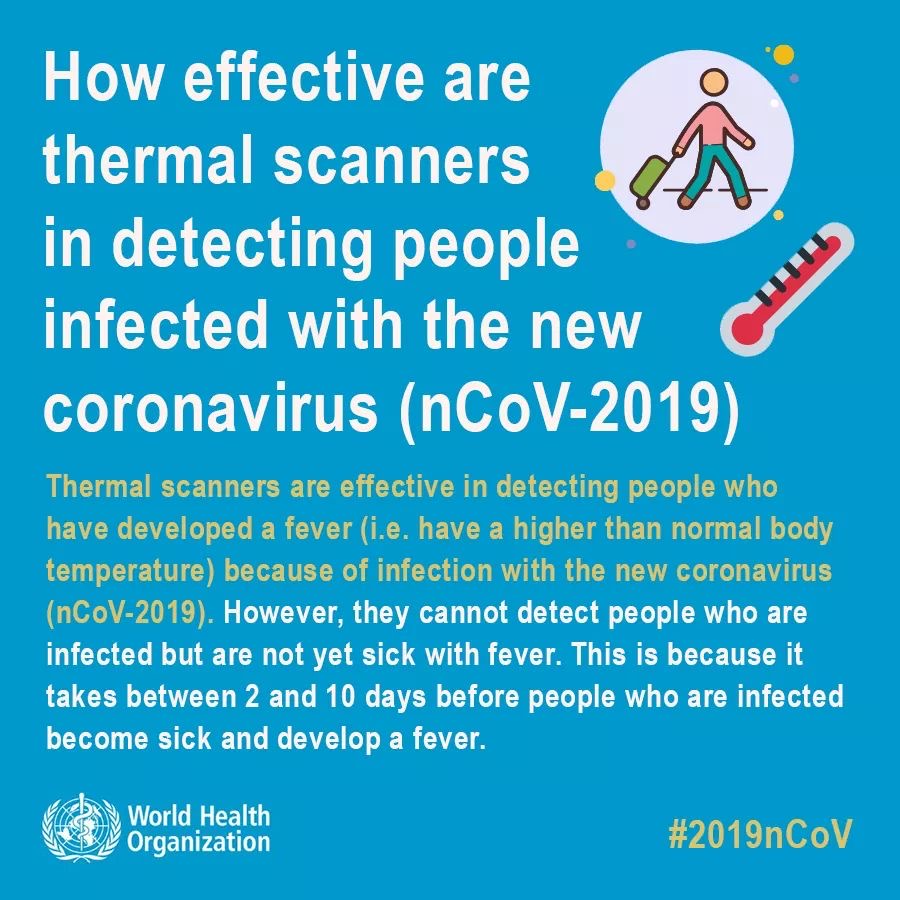 How effective are
thermal scanners
in detecting people
infected with the new
coronavirus (nCoV-2019)
Thermal scanners are effective in detecting people who
have developed a fever (i.e. have a higher than normal body
temperature) because of infection with the new coronavirus
(nCoV-2019). However, they cannot detect people who are
infected but are not yet sick with fever. This is because it
takes between 2 and 10 days before people who are infected
become sick and develop a fever.
World Health
Organization
#2019nCoV